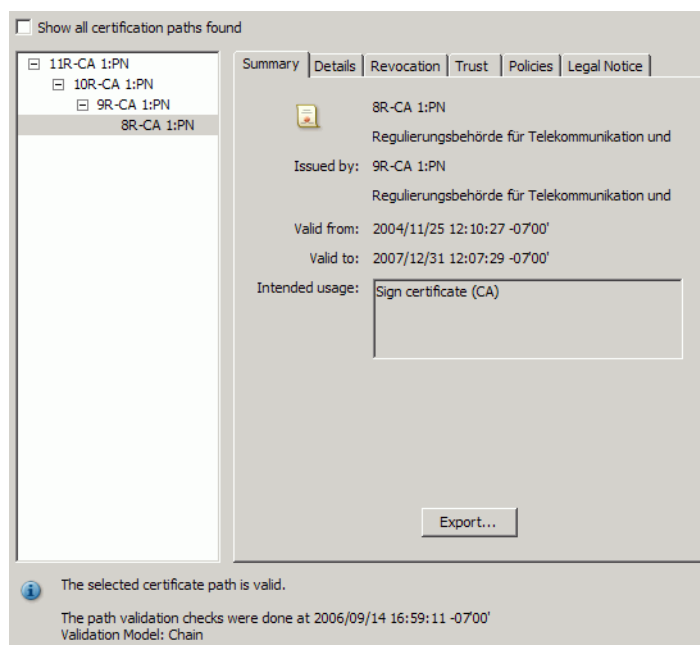 Show all certification paths found
11R-CA 1:PN
10R-CA 1:PN
9R-CA 1:PN
8R-CA 1:PN
Summary Details Revocation Trust Policies Legal Notice
8R-CA 1:PN
Regulierungsbehörde für Telekommunikation und
Issued by: 9R-CA 1:PN
Regulierungsbehörde für Telekommunikation und
Valid from: 2004/11/25 12:10:27 -07'00'
Valid to: 2007/12/31 12:07:29 -07'00'
Intended usage: Sign certificate (CA)
Export...
The selected certificate path is valid.
The path validation checks were done at 2006/09/14 16:59:11 -07'00'
Validation Model: Chain